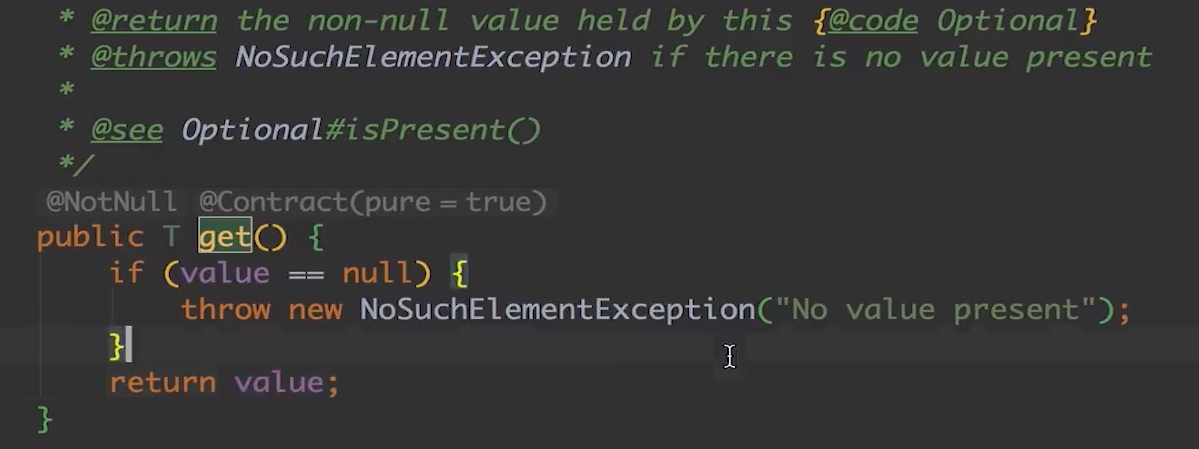 * @return the non-null value held by this {@code Optional}
* @throws NoSuchElementException if there is no value present
*
* @see Optional#isPresent()
*/
@NotNull @Contract(pure = true)
public T get() {
if (value == null) {
throw new NoSuchElementException("No value present");
}
return value;
}